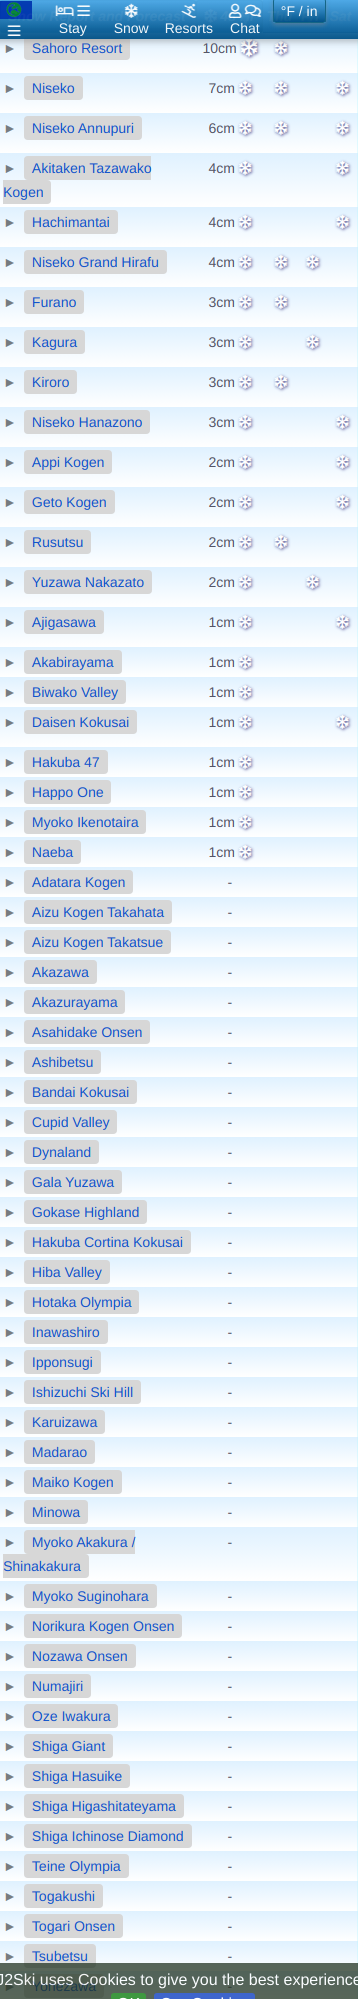 °F / in
Stay Snow Resorts Chat
Sahoro Resort 10cm
Niseko 7cm
Niseko Annupuri 6cm
Akitaken Tazawako 4cm
Kogen
Hachimantai 4cm
Niseko Grand Hirafu 4cm
Furano 3cm
Kagura 3cm
Kiroro 3cm
Niseko Hanazono 3cm
Appi Kogen 2cm
Geto Kogen 2cm
Rusutsu 2cm
Yuzawa Nakazato 2cm
Ajigasawa 1cm
Akabirayama 1cm
Biwako Valley 1cm
Daisen Kokusai 1cm
Hakuba 47 1cm
Happo One 1cm
Myoko Ikenotaira 1cm
Naeba 1cm
Adatara Kogen -
Aizu Kogen Takahata -
Aizu Kogen Takatsue -
Akazawa -
Akazurayama -
Asahidake Onsen -
Ashibetsu -
Bandai Kokusai -
Cupid Valley -
Dynaland -
Gala Yuzawa -
Gokase Highland -
Hakuba Cortina Kokusai -
Hiba Valley -
Hotaka Olympia -
Inawashiro -
Ipponsugi -
Ishizuchi Ski Hill -
Karuizawa -
Madarao -
Maiko Kogen -
Minowa -
Myoko Akakura / -
Shinakakura
Myoko Suginohara -
Norikura Kogen Onsen -
Nozawa Onsen -
Numajiri -
Oze Iwakura -
Shiga Giant -
Shiga Hasuike -
Shiga Higashitateyama -
Shiga Ichinose Diamond -
Teine Olympia -
Togakushi -
Togari Onsen -
Tsubetsu -
J2Ski uses Cookies to give you the best experience